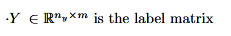 ·Y ∈ ℝ^{n_y×m} is the label matrix